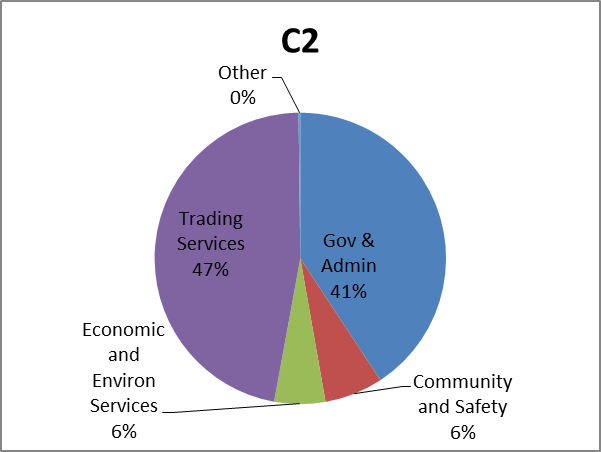 C2
Other
0%
Trading
Services
47%
Gov &
Admin
41%
Economic
and
Environ
Services
6%
Community
and Safety
6%